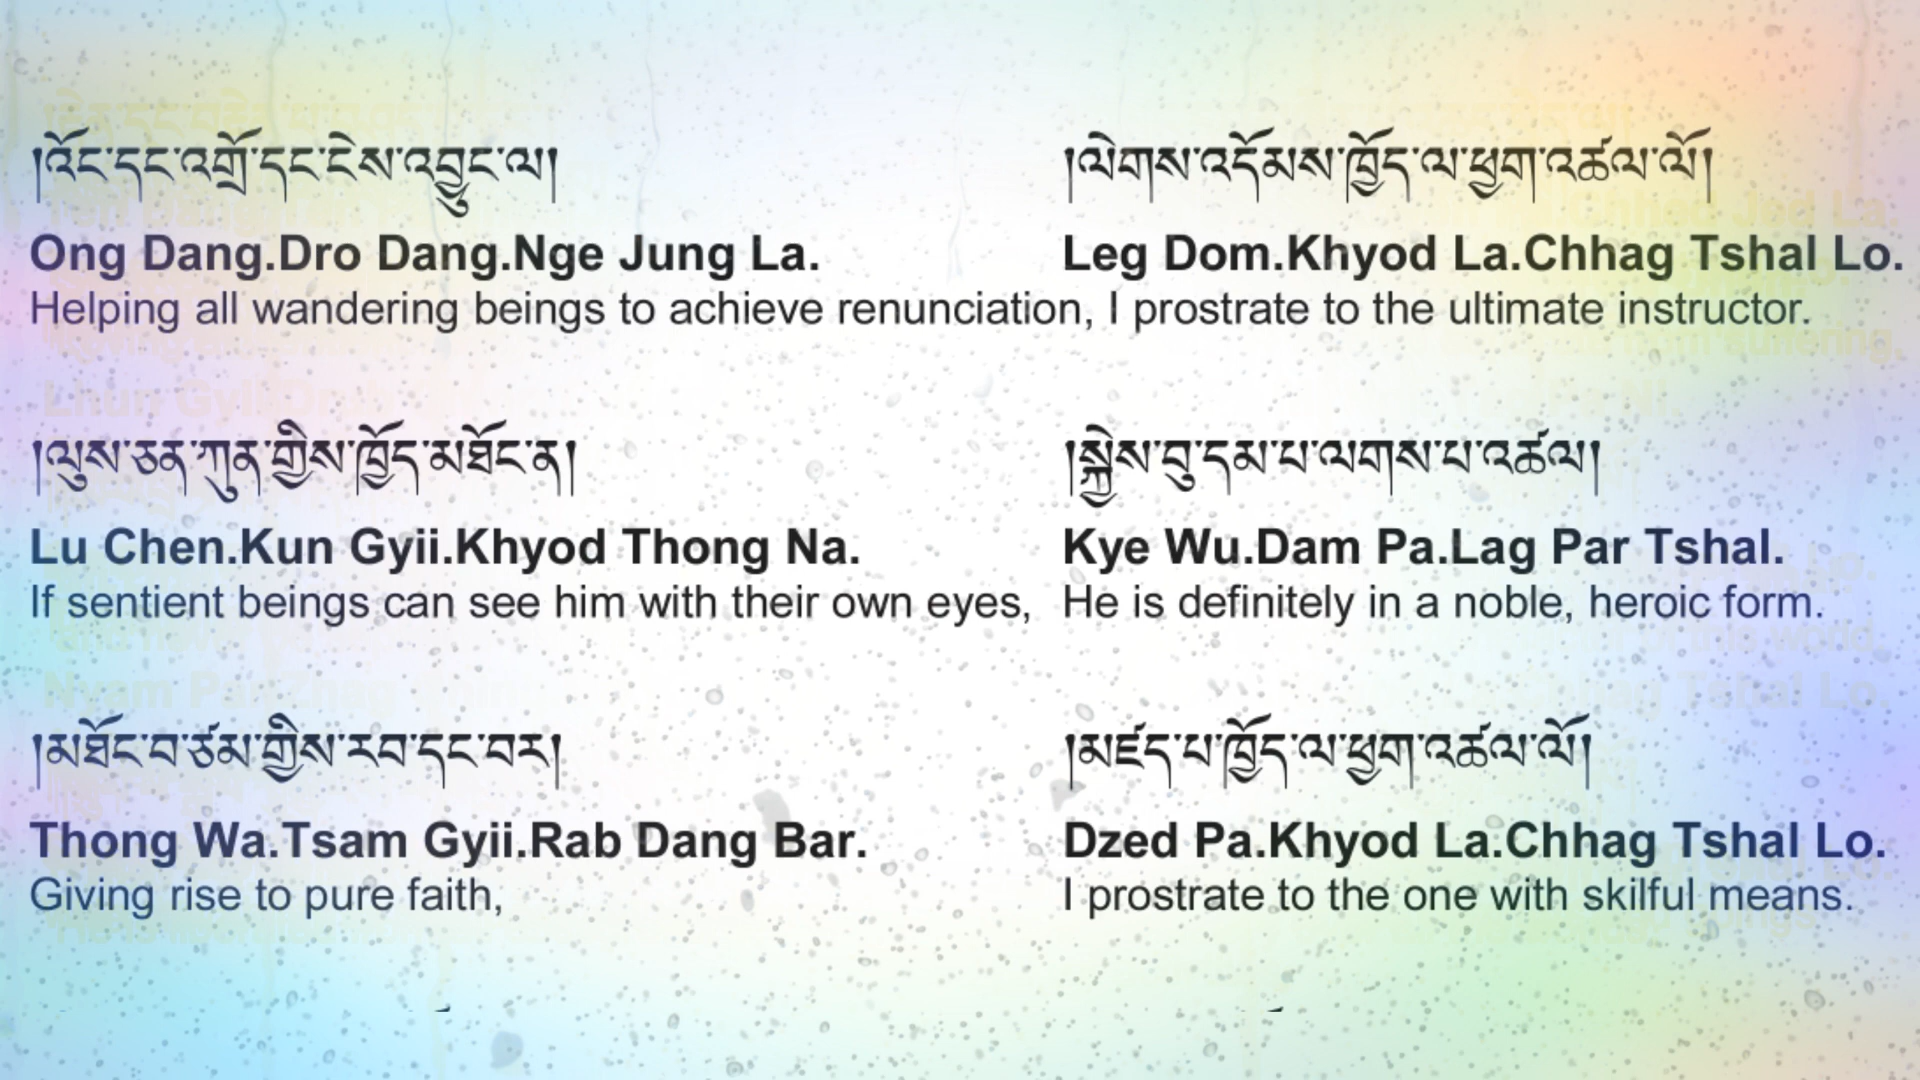 །འོང་དང་འགྲོ་དང་ངེས་འབྱུང་ལ། །ལེགས་འདོམས་ཁྱོད་ལ་ཕྱག་འཚལ་ལོ།
Ong Dang.Dro Dang.Nge Jung La. Leg Dom.Khyod La.Chhag Tshal Lo.
Helping all wandering beings to achieve renunciation, I prostrate to the ultimate instructor.
།ལུས་ཅན་ཀུན་གྱིས་ཁྱོད་མཐོང་ན། །སྐྱེས་བུ་དམ་པ་ལགས་པ་འཚལ།
Lu Chen.Kun Gyii.Khyod Thong Na. Kye Wu.Dam Pa.Lag Par Tshal.
If sentient beings can see him with their own eyes, He is definitely in a noble, heroic form.
།མཐོང་བ་ཙམ་གྱིས་རབ་དང་བར། །མཛད་པ་ཁྱོད་ལ་ཕྱག་འཚལ་ལོ།
Thong Wa.Tsam Gyii.Rab Dang Bar. Dzed Pa.Khyod La.Chhag Tshal Lo.
Giving rise to pure faith, I prostrate to the one with skilful means.